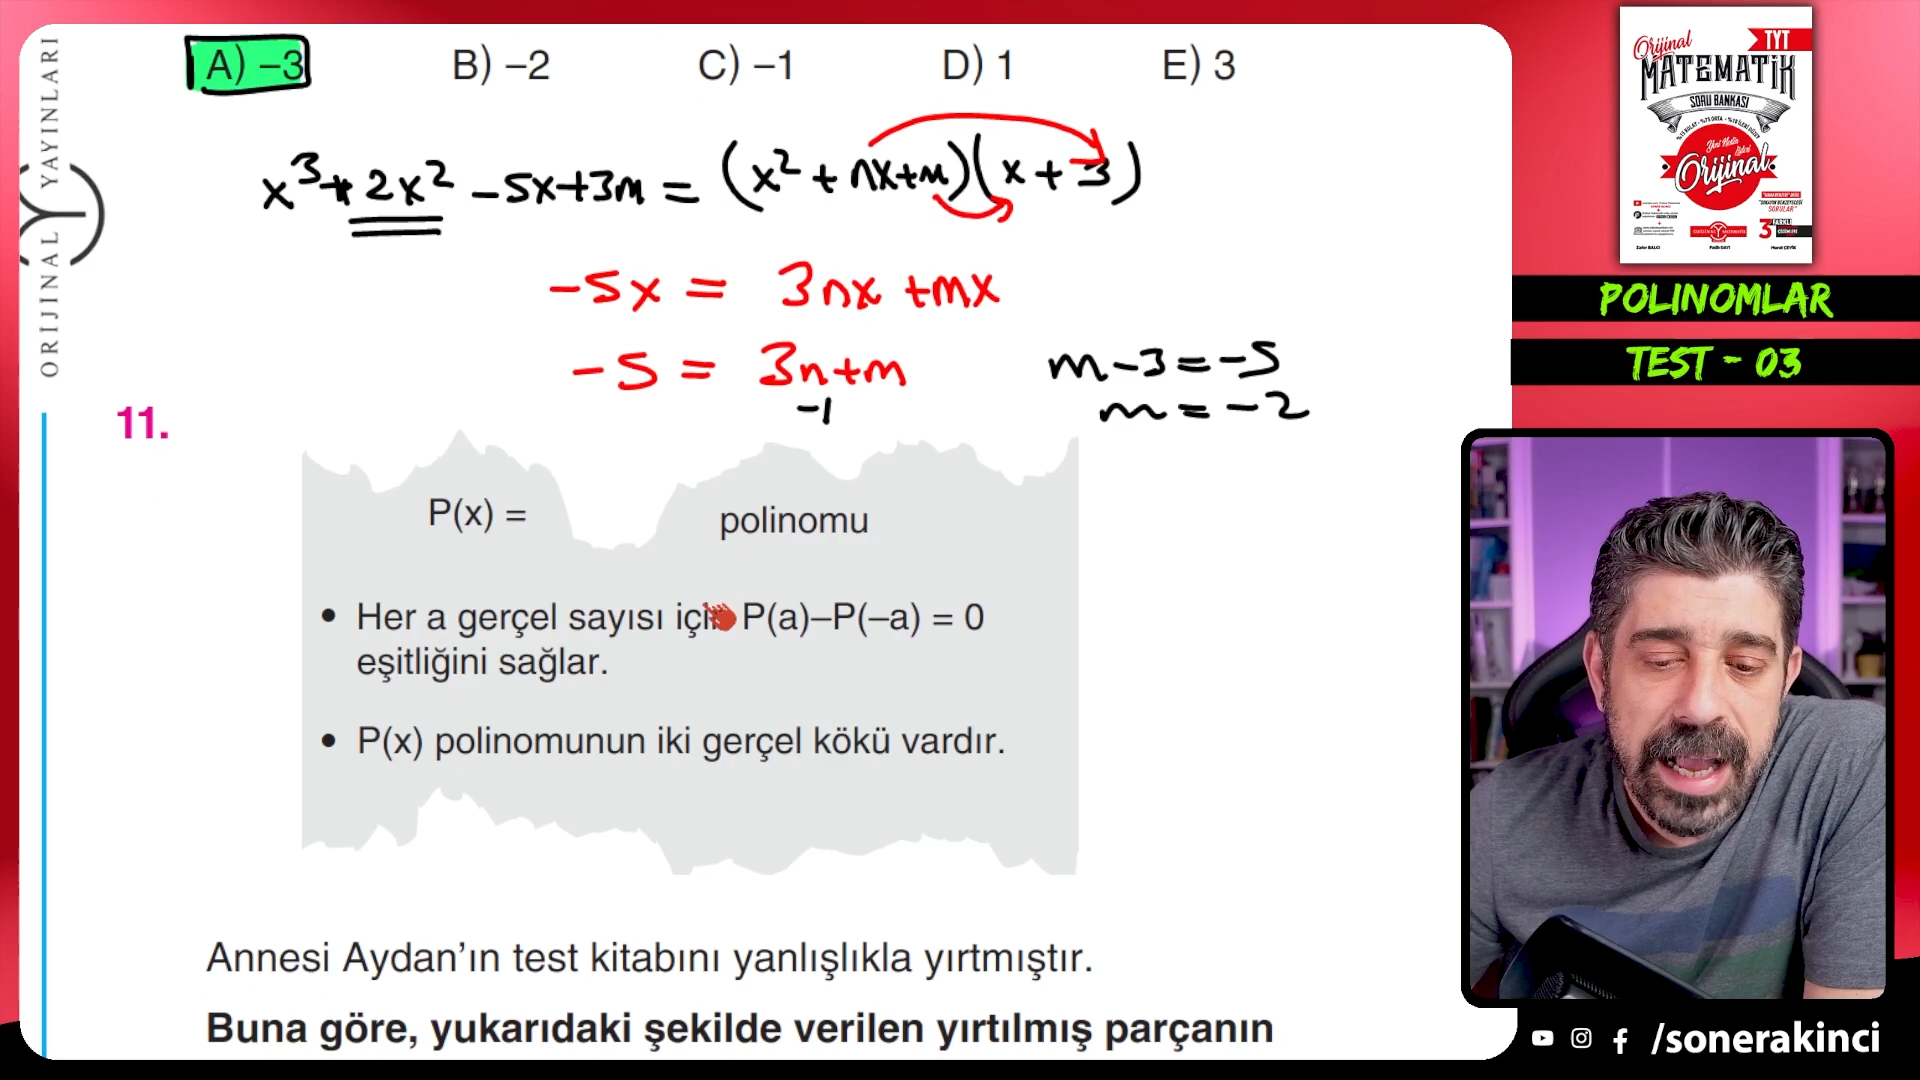 A) –3 B) –2 C) –1 D) 1 E) 3
x³+2x²-5x+3m = (x²+nx+m)(x+3)
-5x = 3nx+mx
-5 = 3n+m
-1
m-3=-5
m=-2
ORİJİNAL YAYINLARI
11.
P(x) = polinomu
• Her a gerçel sayısı için P(a)–P(–a) = 0
eşitliğini sağlar.
• P(x) polinomunun iki gerçel kökü vardır.
Annesi Aydan’ın test kitabını yanlışlıkla yırtmıştır.
Buna göre, yukarıdaki şekilde verilen yırtılmış parçanın
Orijinal
TYT
MATEMATİK
SORU BANKASI
Orijinal
POLINOMLAR
TEST - 03
/sonerakinci